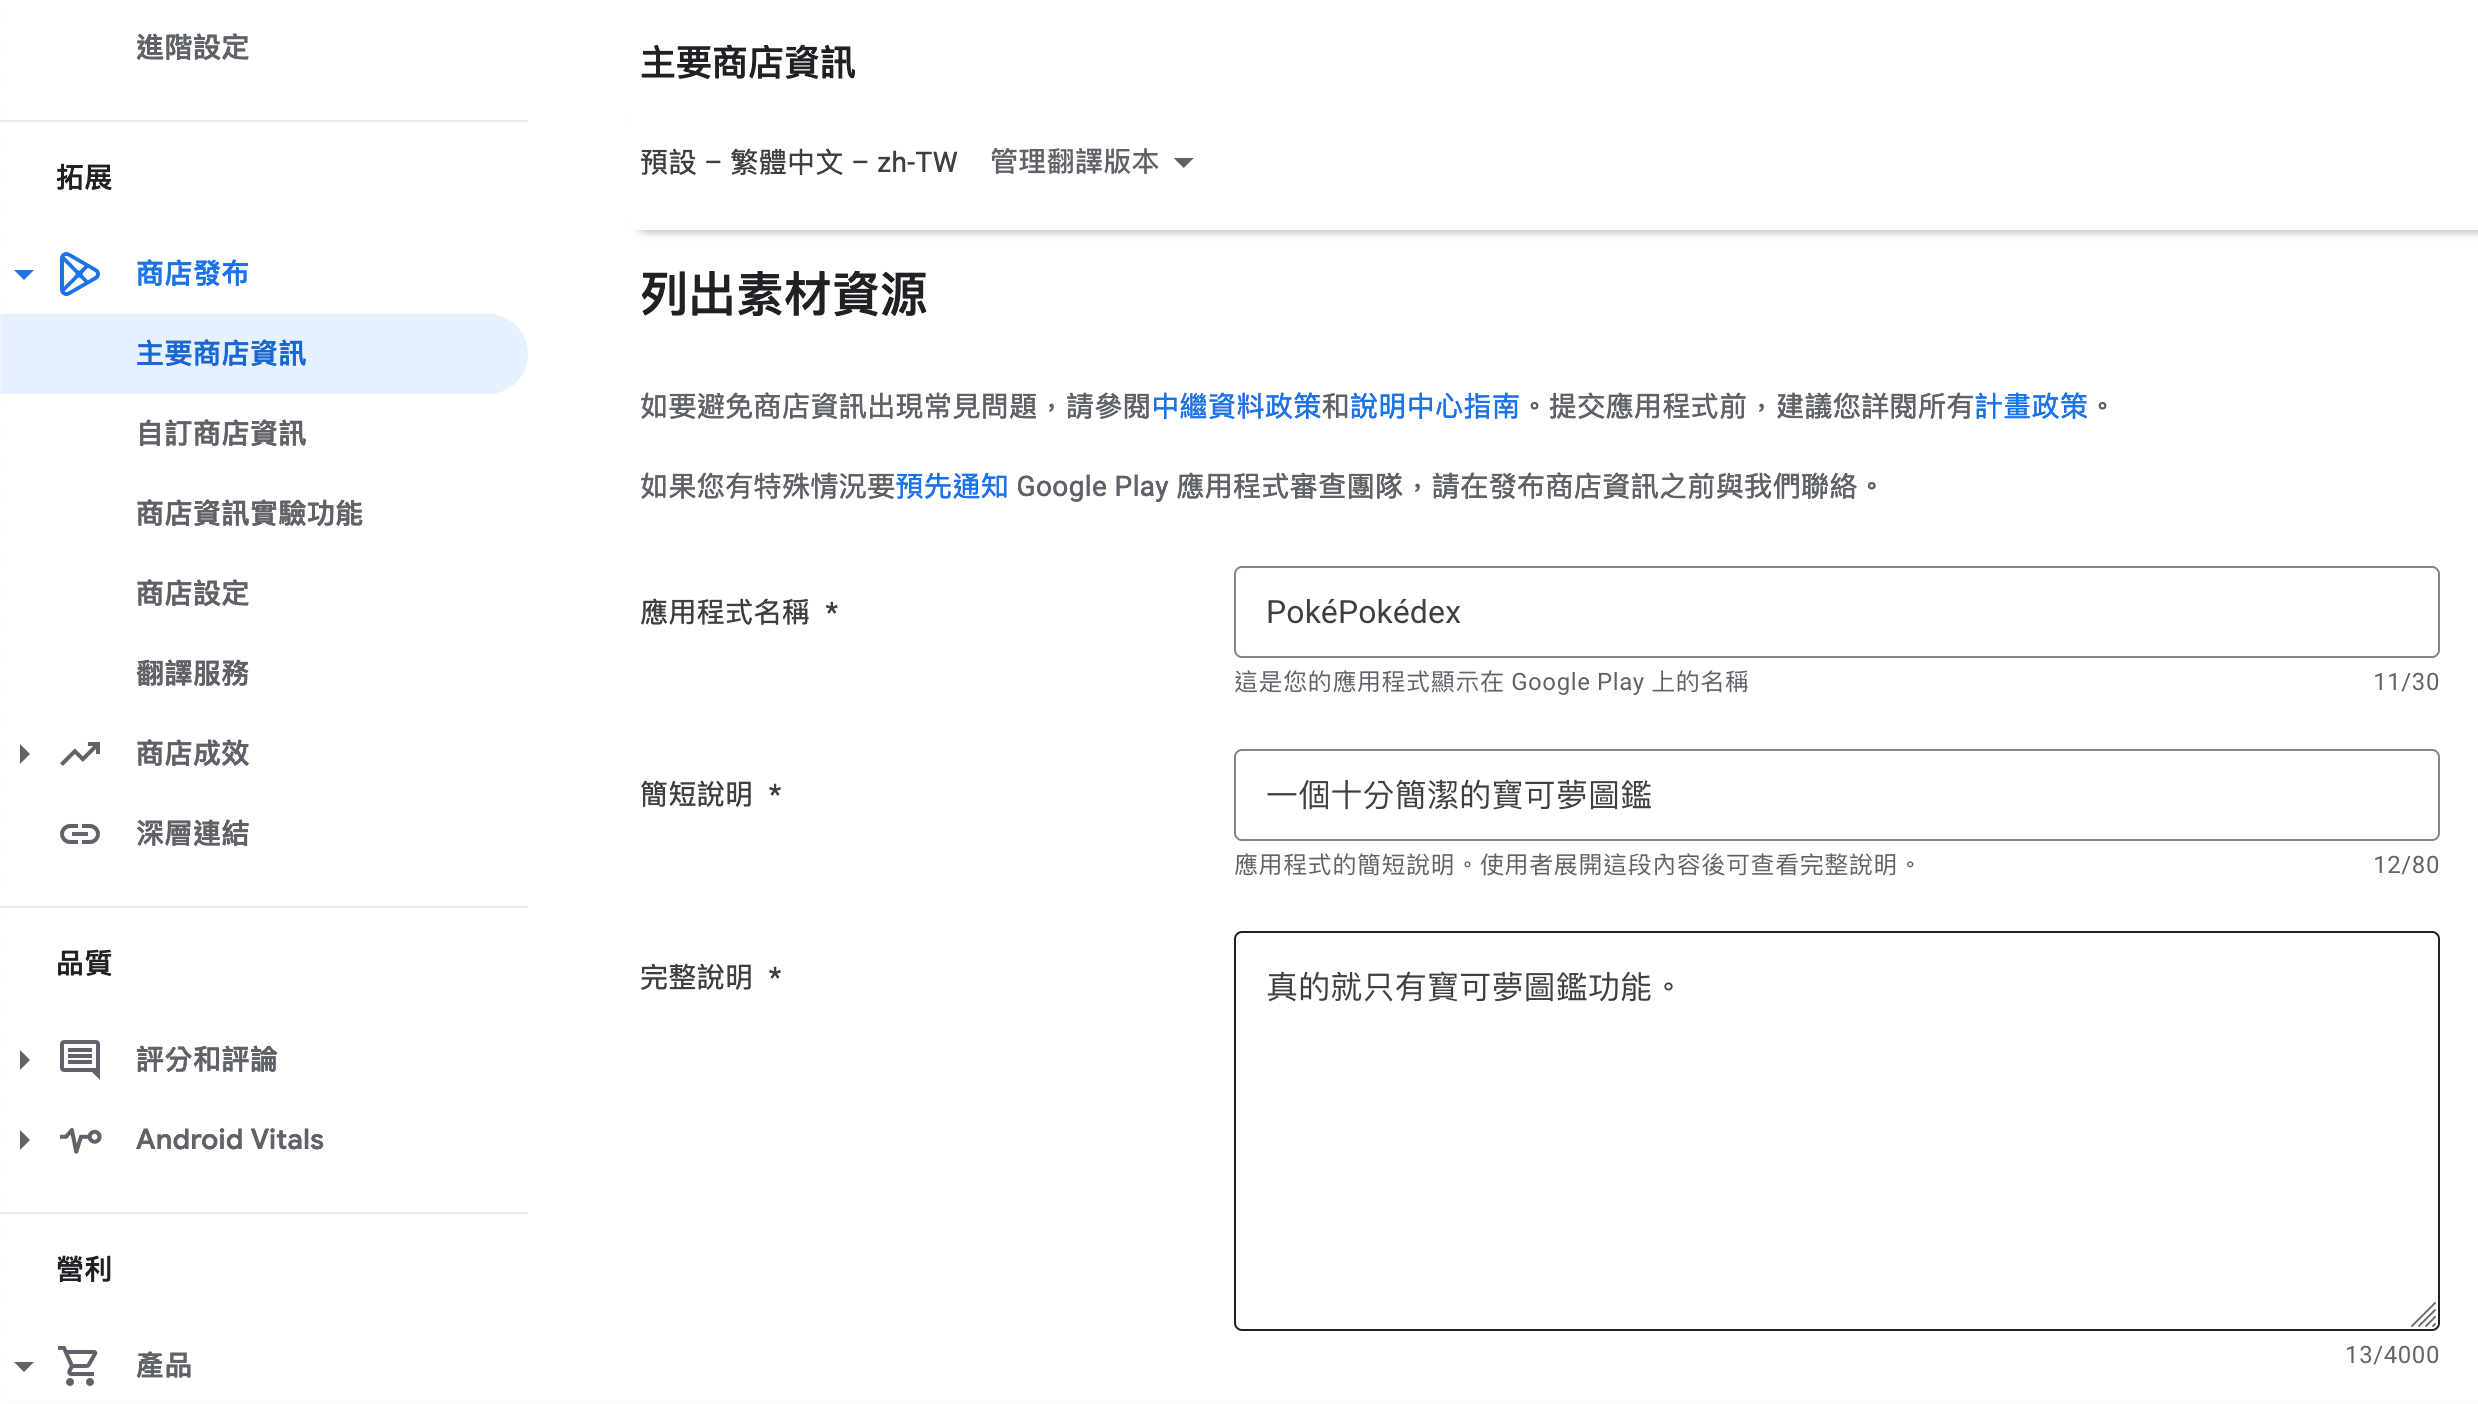 進階設定
拓展
商店發布
主要商店資訊
自訂商店資訊
商店資訊實驗功能
商店設定
翻譯服務
商店成效
深層連結
品質
評分和評論
Android Vitals
營利
產品
主要商店資訊
預設 – 繁體中文 – zh-TW 管理翻譯版本
列出素材資源
如要避免商店資訊出現常見問題，請參閱中繼資料政策和說明中心指南。提交應用程式前，建議您詳閱所有計畫政策。
如果您有特殊情況要預先通知 Google Play 應用程式審查團隊，請在發布商店資訊之前與我們聯絡。
應用程式名稱 *
PokéPokédex
這是您的應用程式顯示在 Google Play 上的名稱 11/30
簡短說明 *
一個十分簡潔的寶可夢圖鑑
應用程式的簡短說明。使用者展開這段內容後可查看完整說明。 12/80
完整說明 *
真的就只有寶可夢圖鑑功能。
13/4000